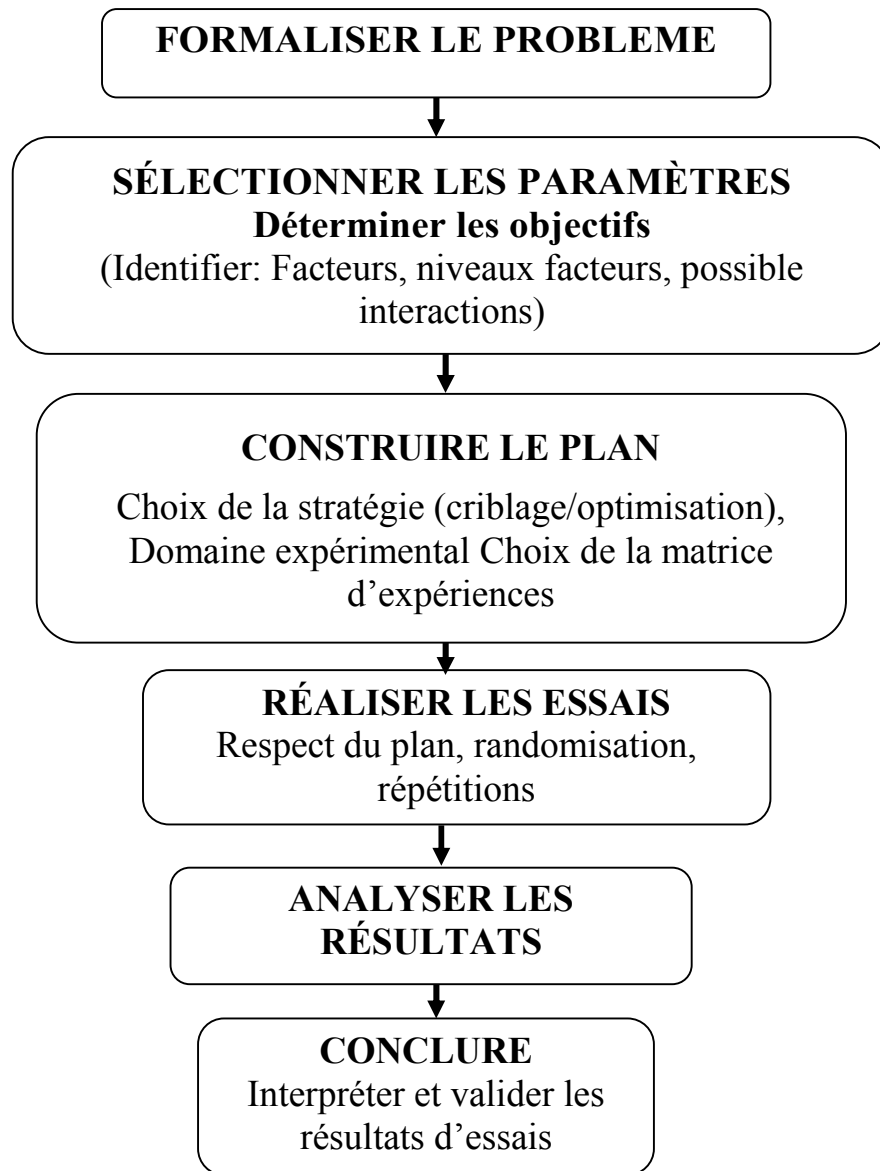 FORMALISER LE PROBLEME
SÉLECTIONNER LES PARAMÈTRES
Déterminer les objectifs
(Identifier: Facteurs, niveaux facteurs, possible
interactions)
CONSTRUIRE LE PLAN
Choix de la stratégie (criblage/optimisation),
Domaine expérimental Choix de la matrice
d’expériences
RÉALISER LES ESSAIS
Respect du plan, randomisation,
répétitions
ANALYSER LES
RÉSULTATS
CONCLURE
Interpréter et valider les
résultats d’essais